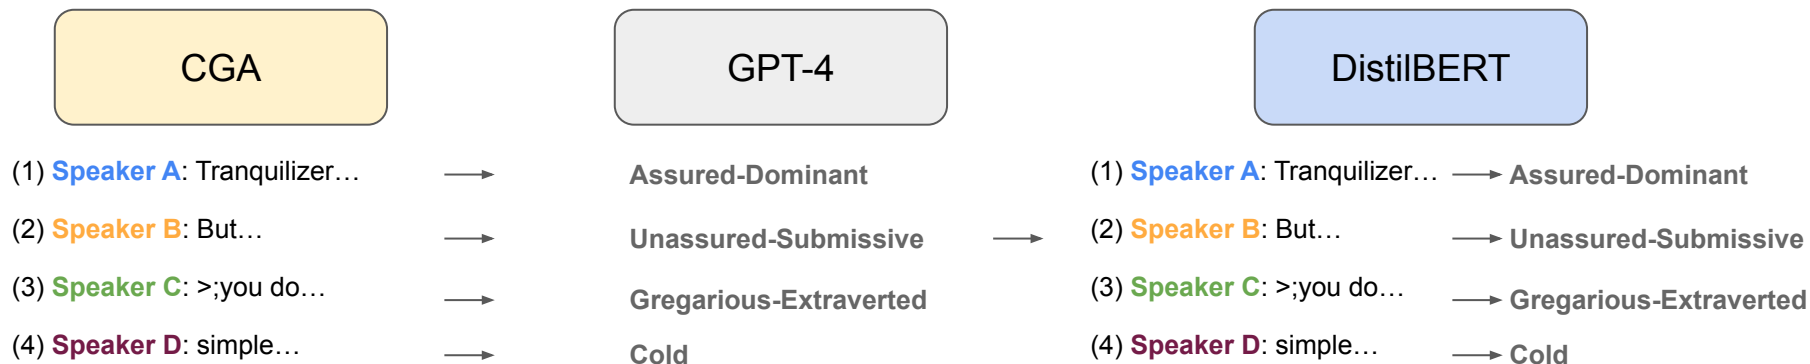 CGA
GPT-4
DistilBERT
(1) Speaker A: Tranquilizer…
Assured-Dominant
(1) Speaker A: Tranquilizer…
Assured-Dominant
(2) Speaker B: But…
Unassured-Submissive
(2) Speaker B: But…
Unassured-Submissive
(3) Speaker C: >;you do…
Gregarious-Extraverted
(3) Speaker C: >;you do…
Gregarious-Extraverted
(4) Speaker D: simple…
Cold
(4) Speaker D: simple…
Cold